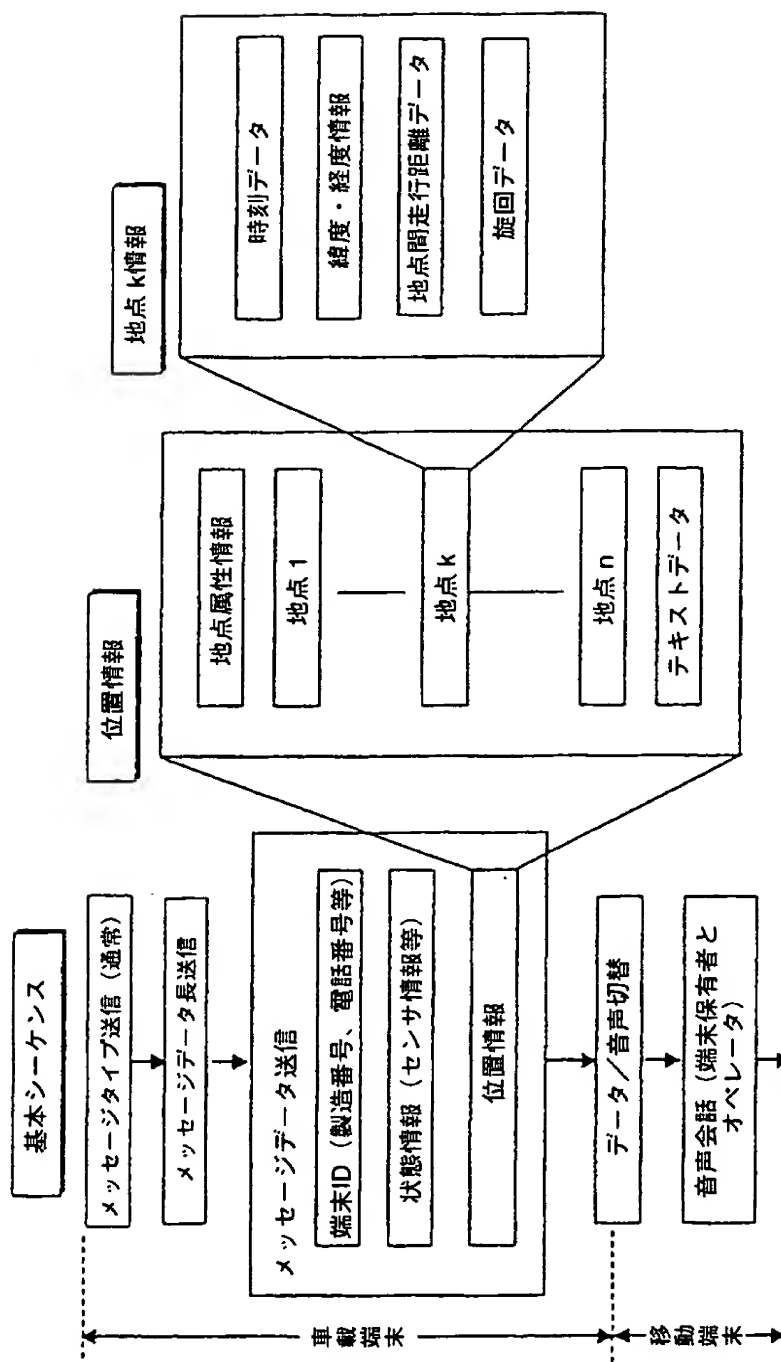 基本シーケンス
メッセージタイプ送信（通常）
メッセージデータ長送信
メッセージデータ送信
端末ID（製造番号、電話番号等）
状態情報（センサ情報等）
位置情報
データ／音声切替
音声会話（端末保有者と
オペレータ）
車載端末
移動端末
位置情報
地点属性情報
地点1
地点k
地点n
テキストデータ
地点k情報
時刻データ
緯度・経度情報
地点間走行距離データ
旋回データ